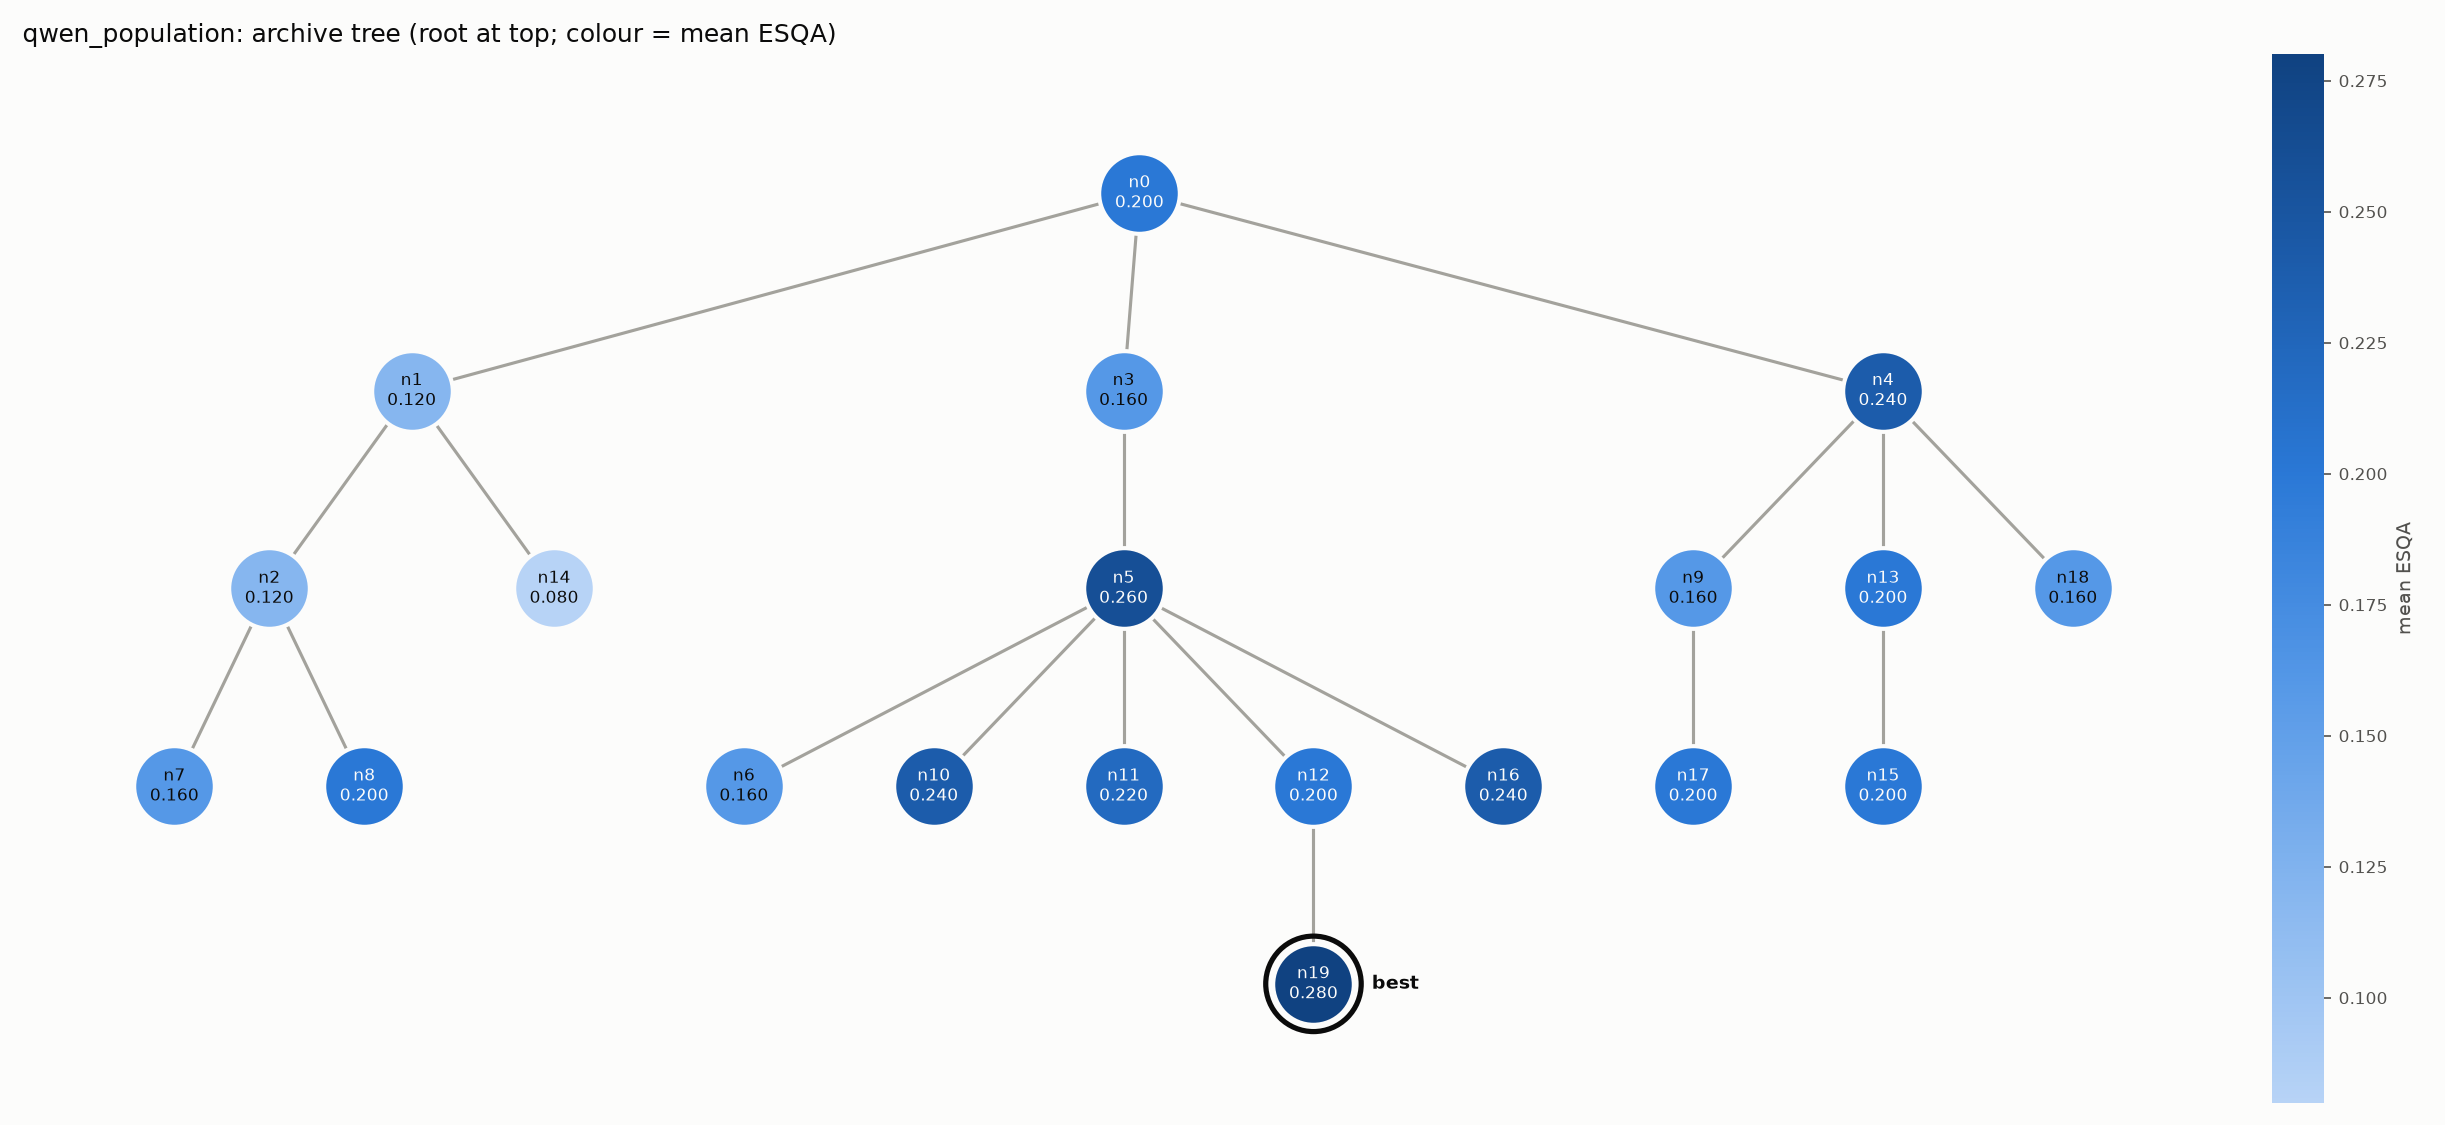 qwen_population: archive tree (root at top; colour = mean ESQA)
n0
0.200
n1
0.120
n3
0.160
n4
0.240
n2
0.120
n14
0.080
n5
0.260
n9
0.160
n13
0.200
n18
0.160
n7
0.160
n8
0.200
n6
0.160
n10
0.240
n11
0.220
n12
0.200
n16
0.240
n17
0.200
n15
0.200
n19
0.280
best
0.275
0.250
0.225
0.200
0.175
0.150
0.125
0.100
mean ESQA